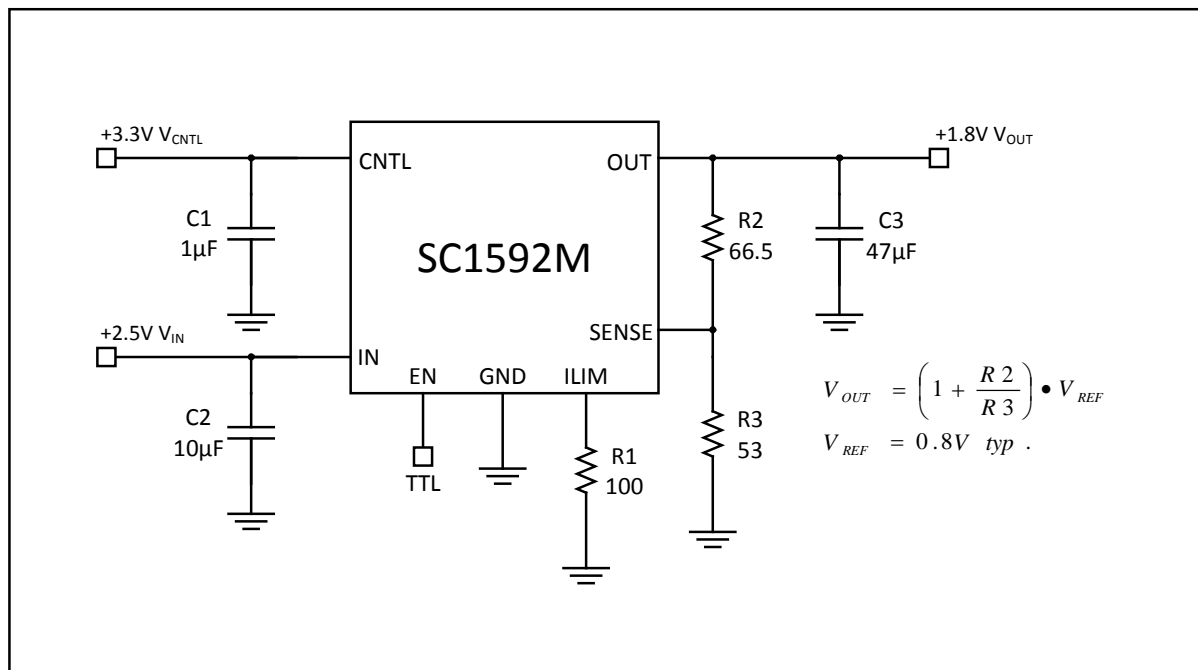 +3.3V VCNTL
+1.8V VOUT
CNTL
OUT
C1
1µF
R2
66.5
C3
47µF
SC1592M
+2.5V VIN
SENSE
IN
EN
GND
ILIM
VOUT = (1 + R 2 / R 3) • VREF
VREF = 0.8V typ .
C2
10µF
TTL
R1
100
R3
53